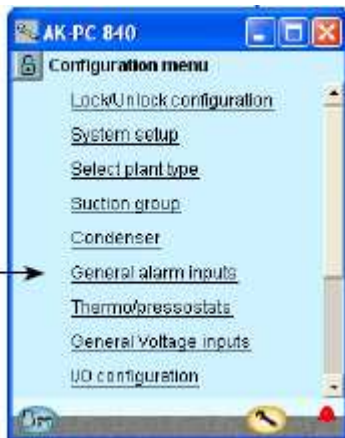 AK-PC 840
Configuration menu
Lock/Unlock configuration
System setup
Select plant type
Suction group
Condenser
General alarm inputs
Thermo/pressostats
General Voltage inputs
I/O configuration